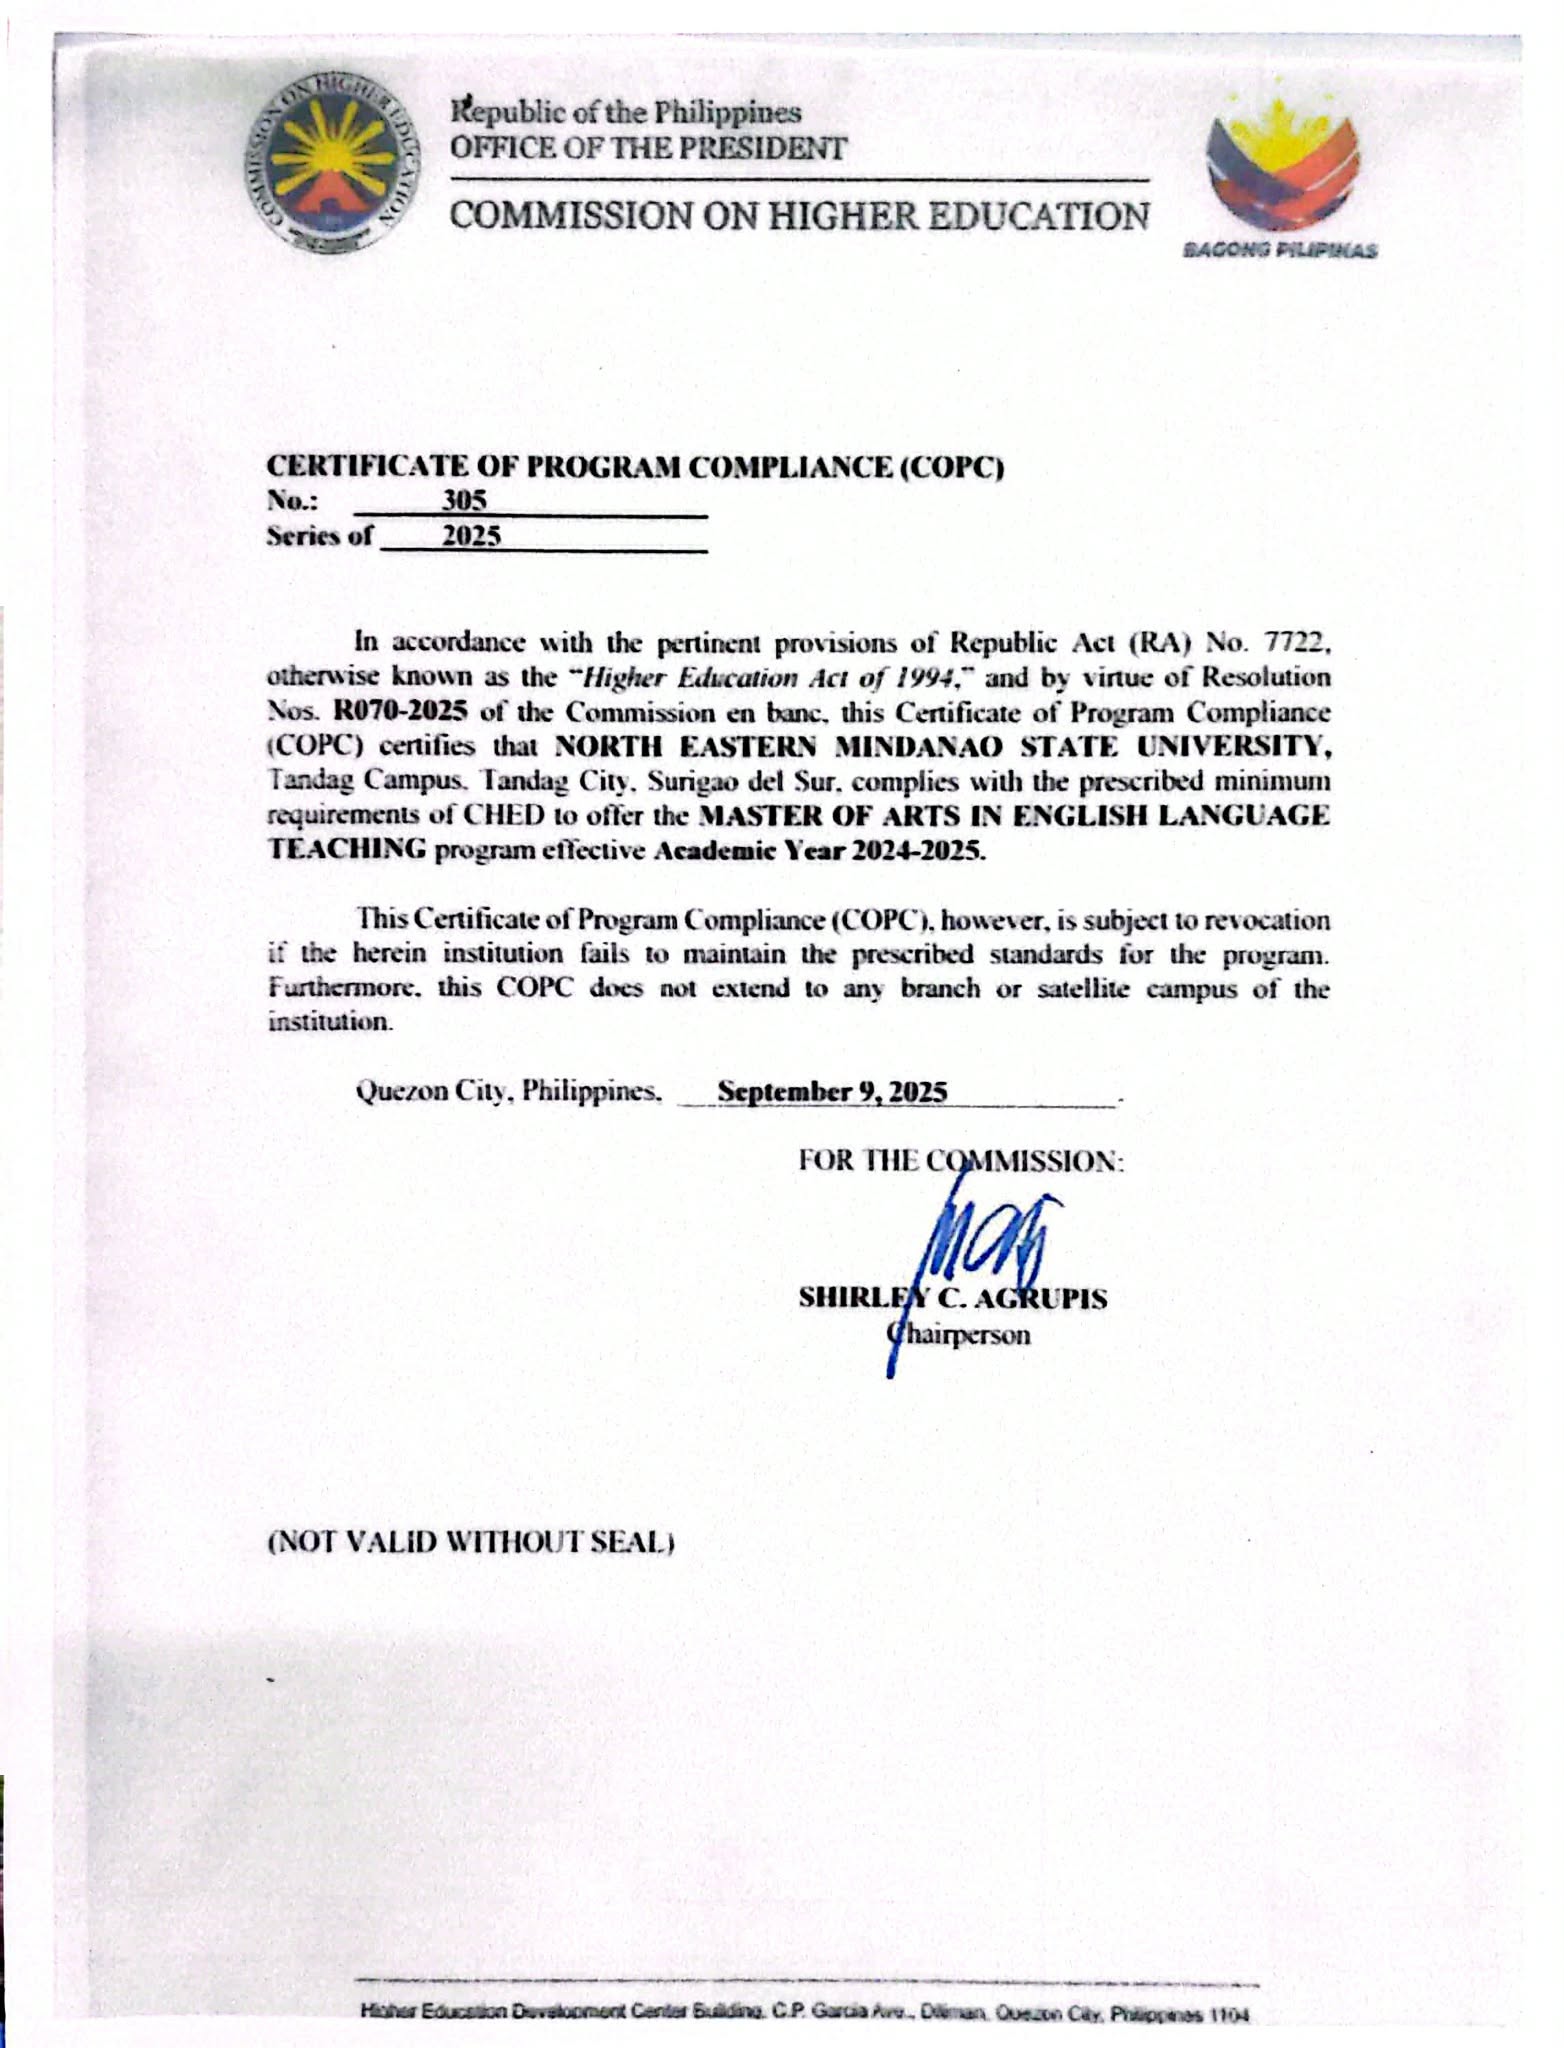 COMMISSION ON HIGHER EDUCATION
Republic of the Philippines
OFFICE OF THE PRESIDENT
COMMISSION ON HIGHER EDUCATION
BAGONG PILIPINAS
CERTIFICATE OF PROGRAM COMPLIANCE (COPC)
No.: 305
Series of 2025
In accordance with the pertinent provisions of Republic Act (RA) No. 7722,
otherwise known as the “Higher Education Act of 1994,” and by virtue of Resolution
Nos. R070-2025 of the Commission en banc, this Certificate of Program Compliance
(COPC) certifies that NORTH EASTERN MINDANAO STATE UNIVERSITY,
Tandag Campus, Tandag City, Surigao del Sur, complies with the prescribed minimum
requirements of CHED to offer the MASTER OF ARTS IN ENGLISH LANGUAGE
TEACHING program effective Academic Year 2024-2025.
This Certificate of Program Compliance (COPC), however, is subject to revocation
if the herein institution fails to maintain the prescribed standards for the program.
Furthermore, this COPC does not extend to any branch or satellite campus of the
institution.
Quezon City, Philippines, September 9, 2025.
FOR THE COMMISSION:
SHIRLEY C. AGRUPIS
Chairperson
(NOT VALID WITHOUT SEAL)
Higher Education Development Center Building, C.P. Garcia Ave., Diliman, Quezon City, Philippines 1104